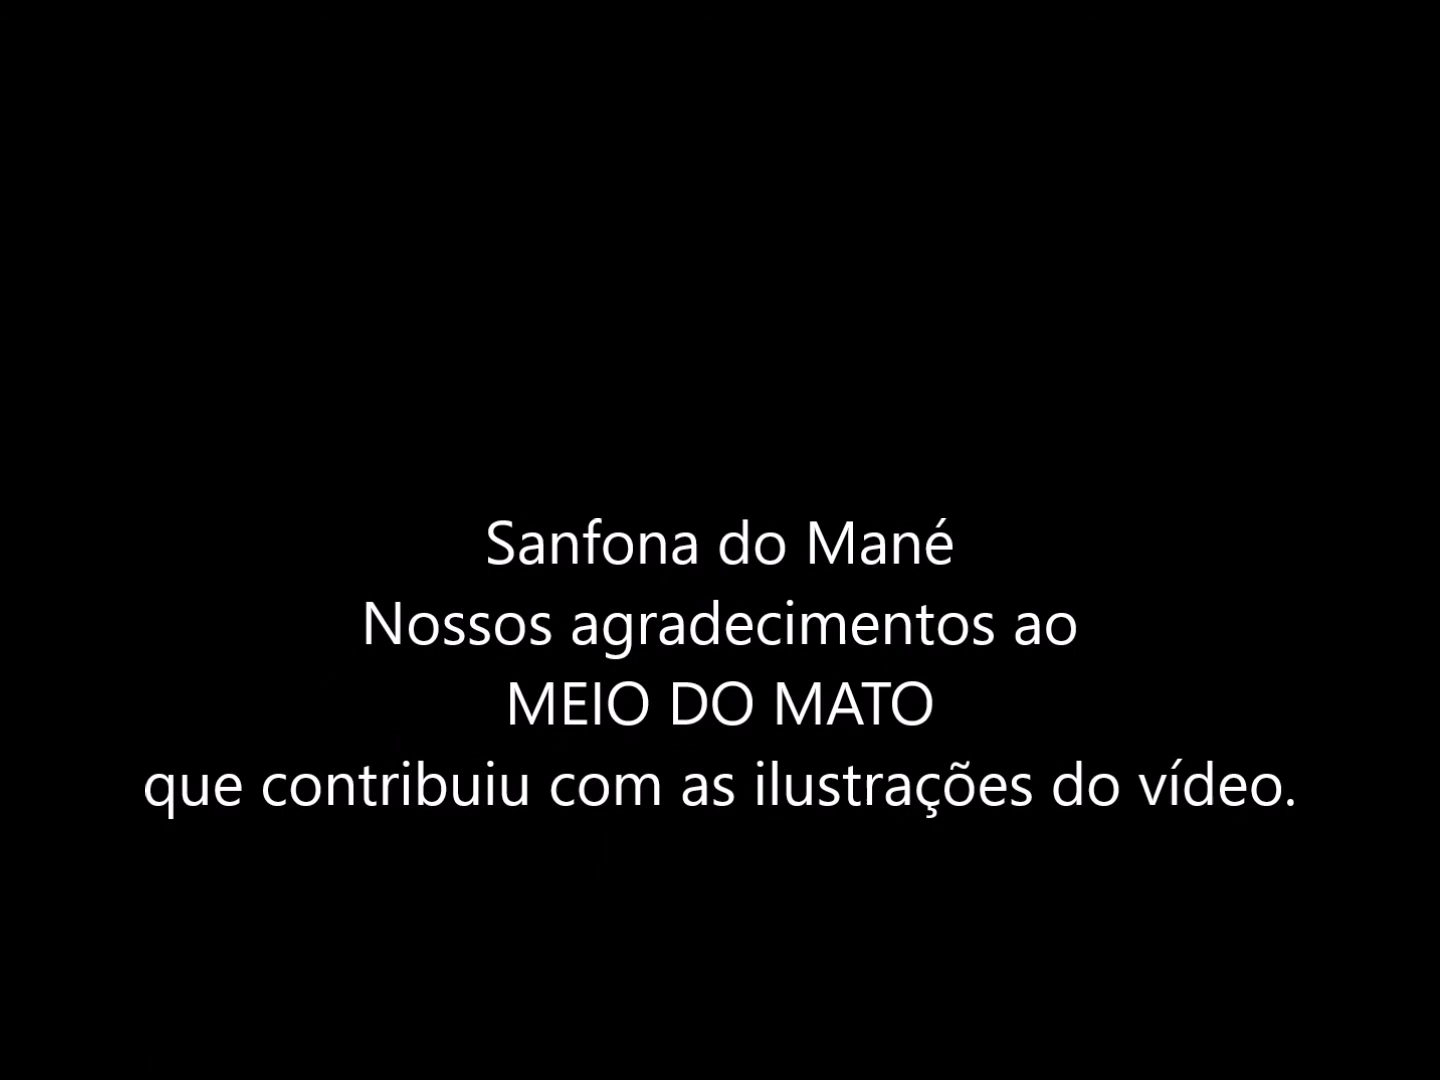 Sanfona do Mané
Nossos agradecimentos ao
MEIO DO MATO
que contribuiu com as ilustrações do vídeo.